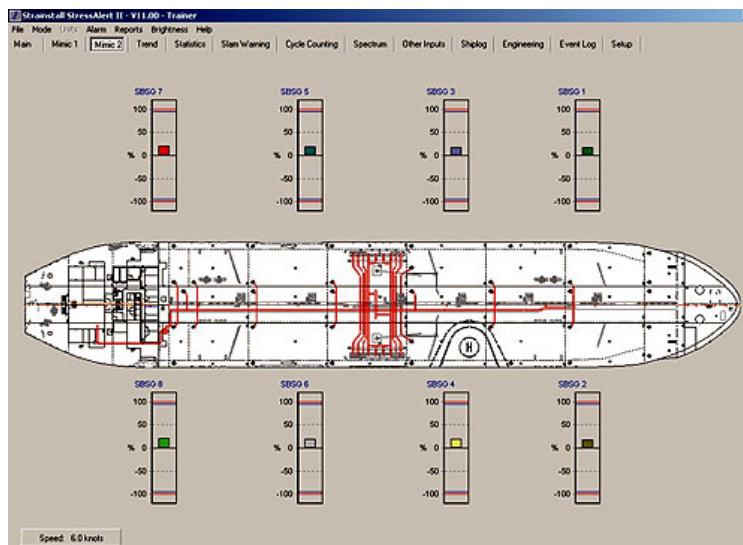 Strainstall StressAlert II - V11.00 - Trainer
File Mode Units Alarm Reports Brightness Help
Main Mimic 1 Mimic 2 Trend Statistics Slam Warning Cycle Counting Spectrum Other Inputs Shiplog Engineering Event Log Setup
SBSG 7 SBSG 5 SBSG 3 SBSG 1
100 100 100 100
50 50 50 50
% 0 % 0 % 0 % 0
-50 -50 -50 -50
-100 -100 -100 -100
H
SBSG 8 SBSG 6 SBSG 4 SBSG 2
100 100 100 100
50 50 50 50
% 0 % 0 % 0 % 0
-50 -50 -50 -50
-100 -100 -100 -100
Speed: 6.0 knots